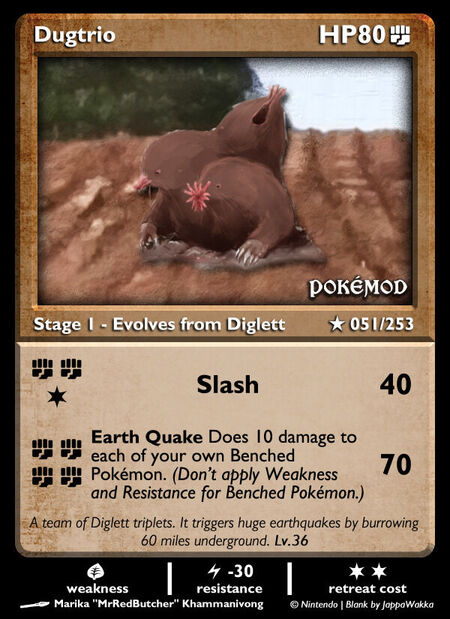 Dugtrio HP80
POKÉMOD
Stage 1 - Evolves from Diglett ★ 051/253
Slash 40
Earth Quake Does 10 damage to
each of your own Benched
Pokémon. (Don't apply Weakness
and Resistance for Benched Pokémon.)
70
A team of Diglett triplets. It triggers huge earthquakes by burrowing
60 miles underground. Lv.36
-30
weakness resistance retreat cost
Marika "MrRedButcher" Khammanivong © Nintendo | Blank by JappaWakka